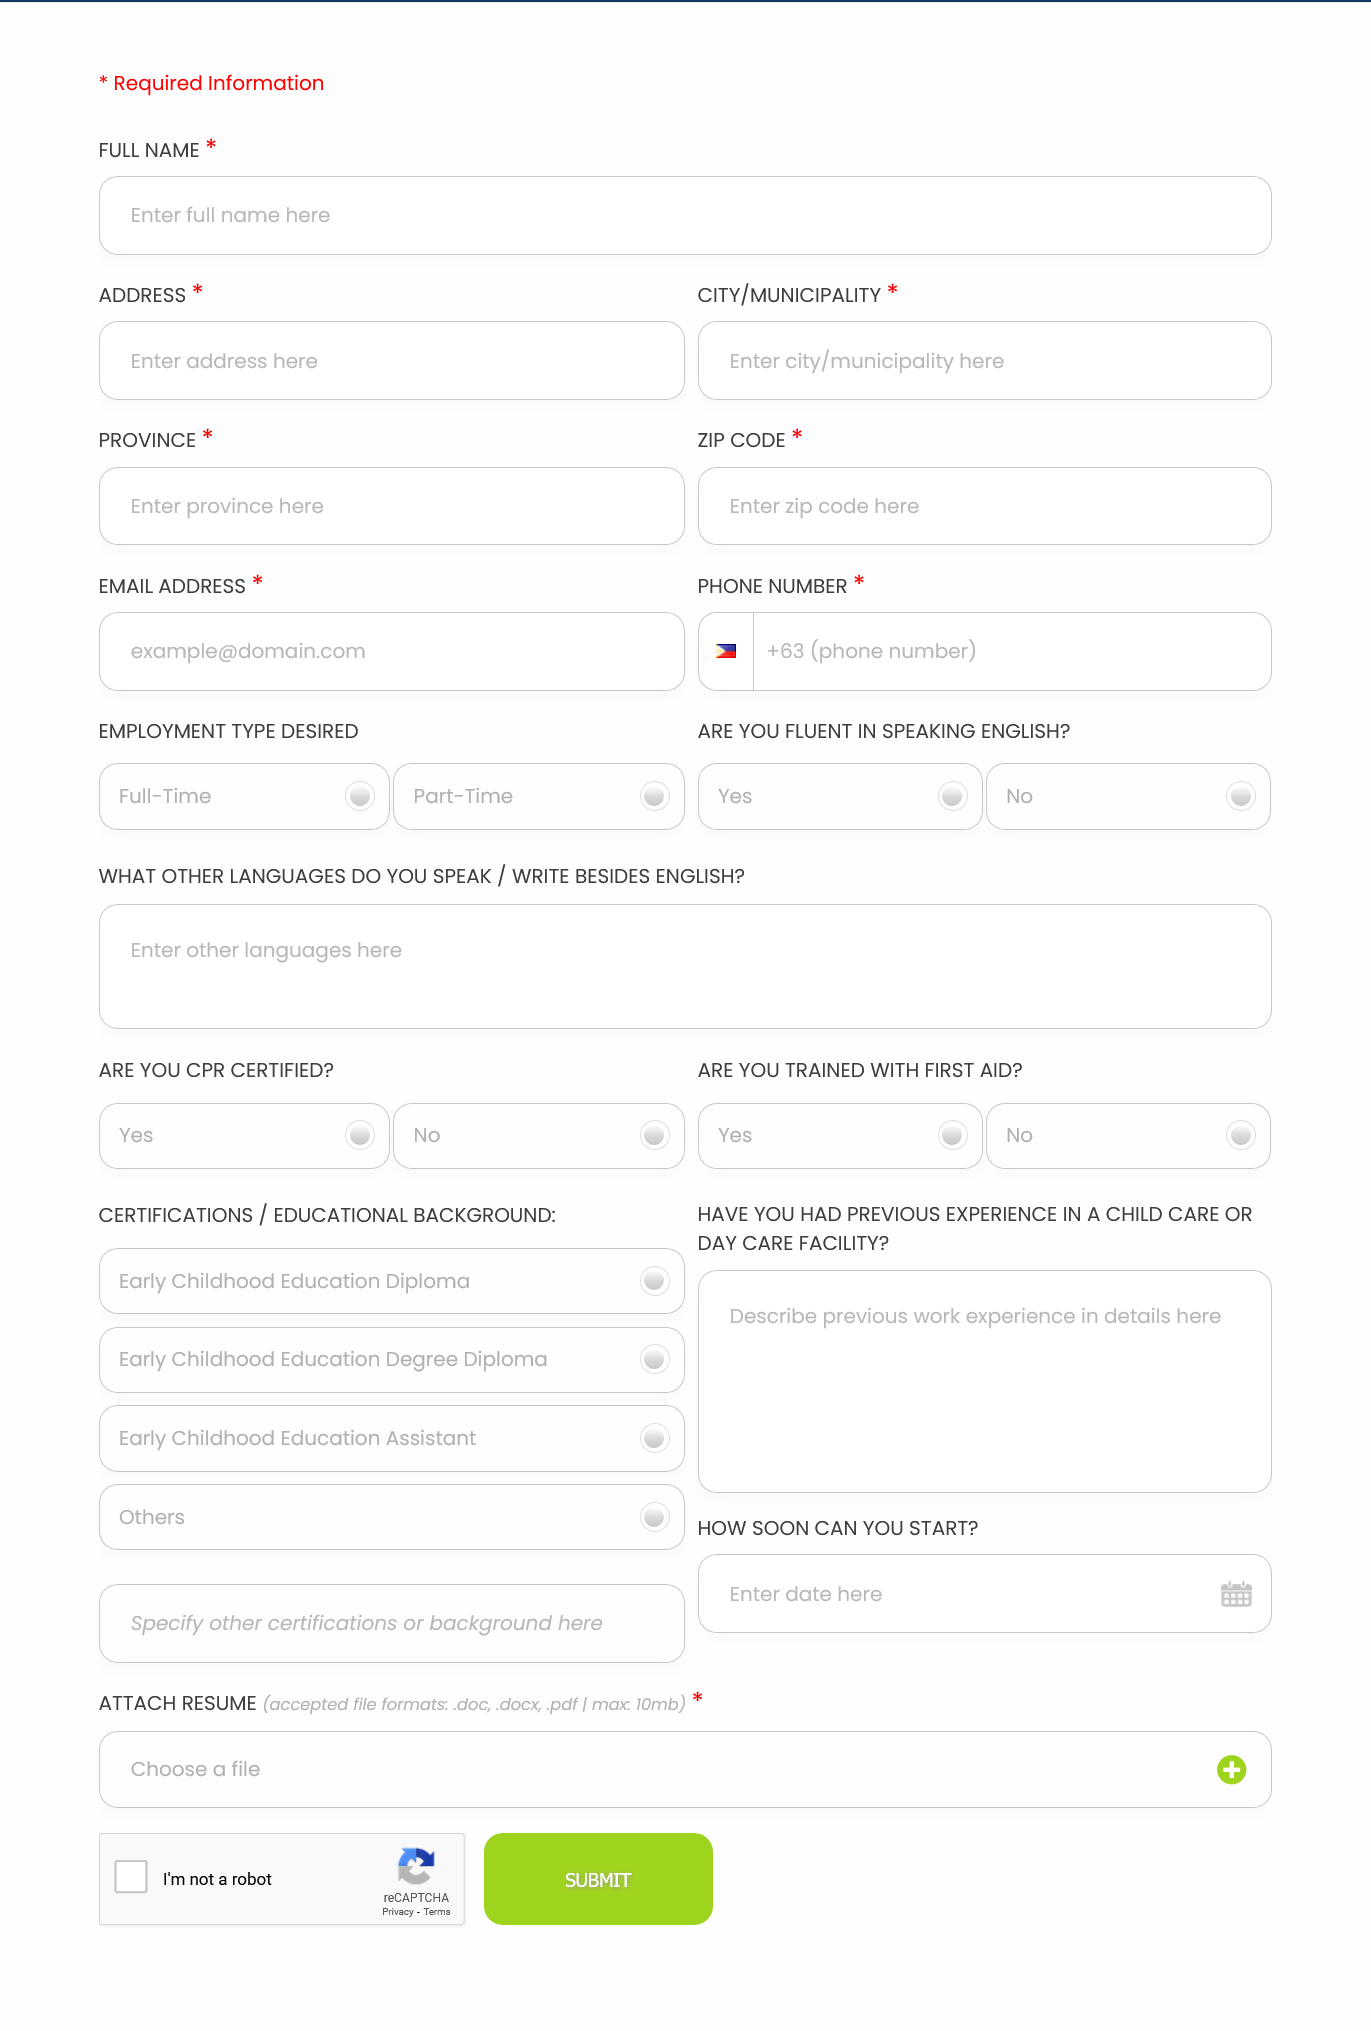 * Required Information
FULL NAME *
Enter full name here
ADDRESS *
CITY/MUNICIPALITY *
Enter address here
Enter city/municipality here
PROVINCE *
ZIP CODE *
Enter province here
Enter zip code here
EMAIL ADDRESS *
PHONE NUMBER *
example@domain.com
+63 (phone number)
EMPLOYMENT TYPE DESIRED
ARE YOU FLUENT IN SPEAKING ENGLISH?
Full-Time
Part-Time
Yes
No
WHAT OTHER LANGUAGES DO YOU SPEAK / WRITE BESIDES ENGLISH?
Enter other languages here
ARE YOU CPR CERTIFIED?
ARE YOU TRAINED WITH FIRST AID?
Yes
No
Yes
No
CERTIFICATIONS / EDUCATIONAL BACKGROUND:
Early Childhood Education Diploma
Early Childhood Education Degree Diploma
Early Childhood Education Assistant
Others
Specify other certifications or background here
HAVE YOU HAD PREVIOUS EXPERIENCE IN A CHILD CARE OR
DAY CARE FACILITY?
Describe previous work experience in details here
HOW SOON CAN YOU START?
Enter date here
ATTACH RESUME (accepted file formats: .doc, .docx, .pdf | max: 10mb) *
Choose a file
I'm not a robot
reCAPTCHA
Privacy - Terms
SUBMIT